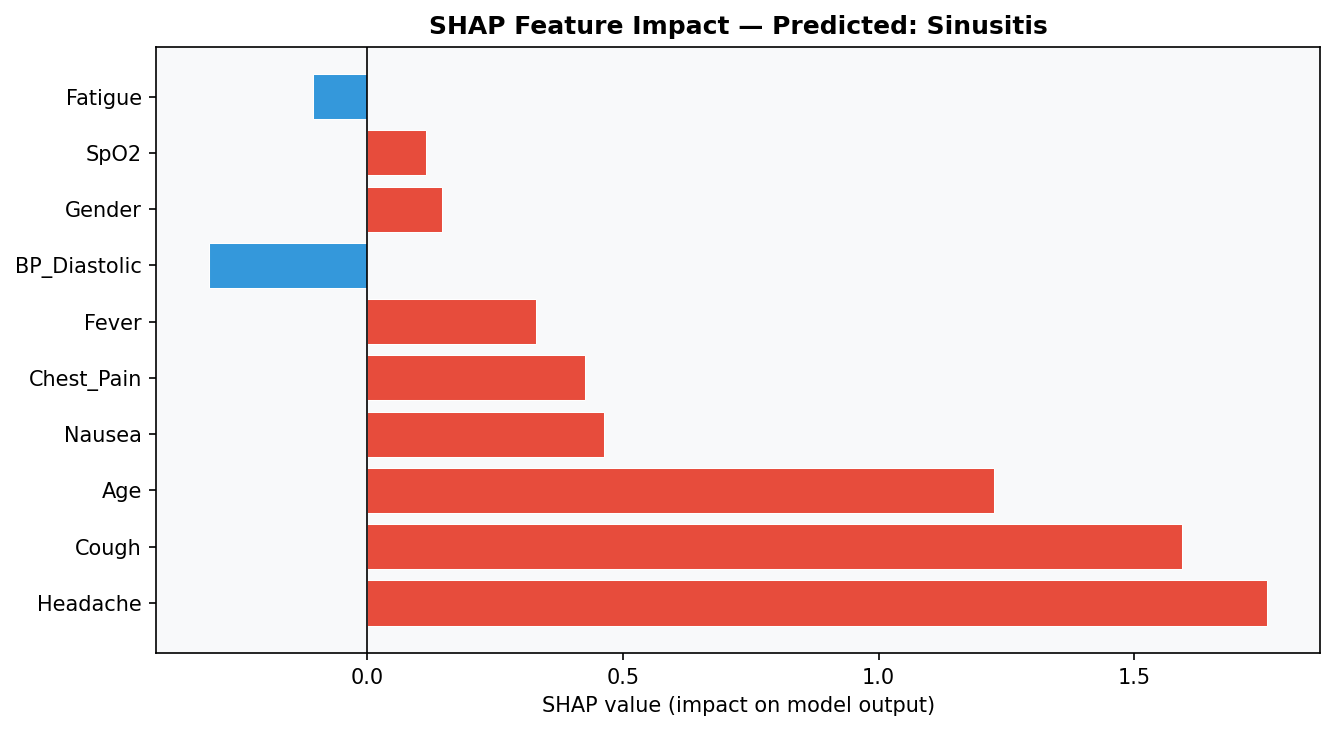 SHAP Feature Impact — Predicted: Sinusitis
Fatigue
SpO2
Gender
BP_Diastolic
Fever
Chest_Pain
Nausea
Age
Cough
Headache
0.0 0.5 1.0 1.5
SHAP value (impact on model output)